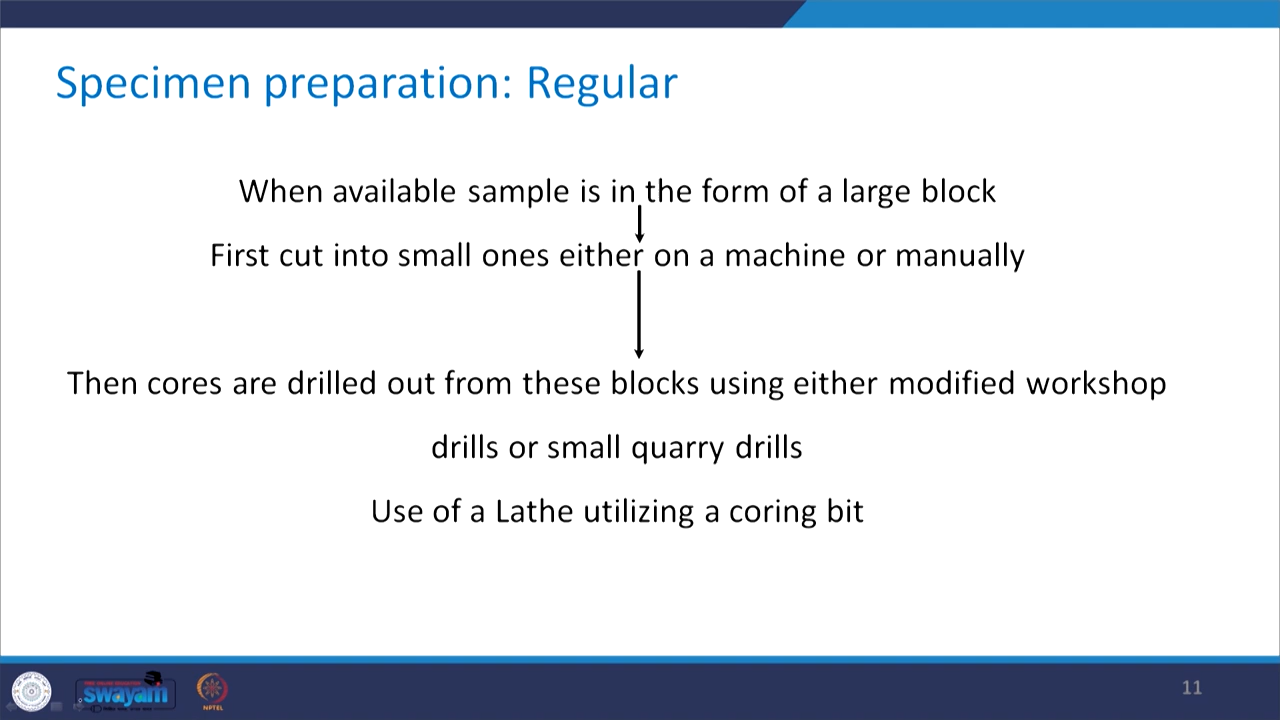 Specimen preparation: Regular
When available sample is in the form of a large block
First cut into small ones either on a machine or manually
Then cores are drilled out from these blocks using either modified workshop
drills or small quarry drills
Use of a Lathe utilizing a coring bit
swayam
NPTEL
11